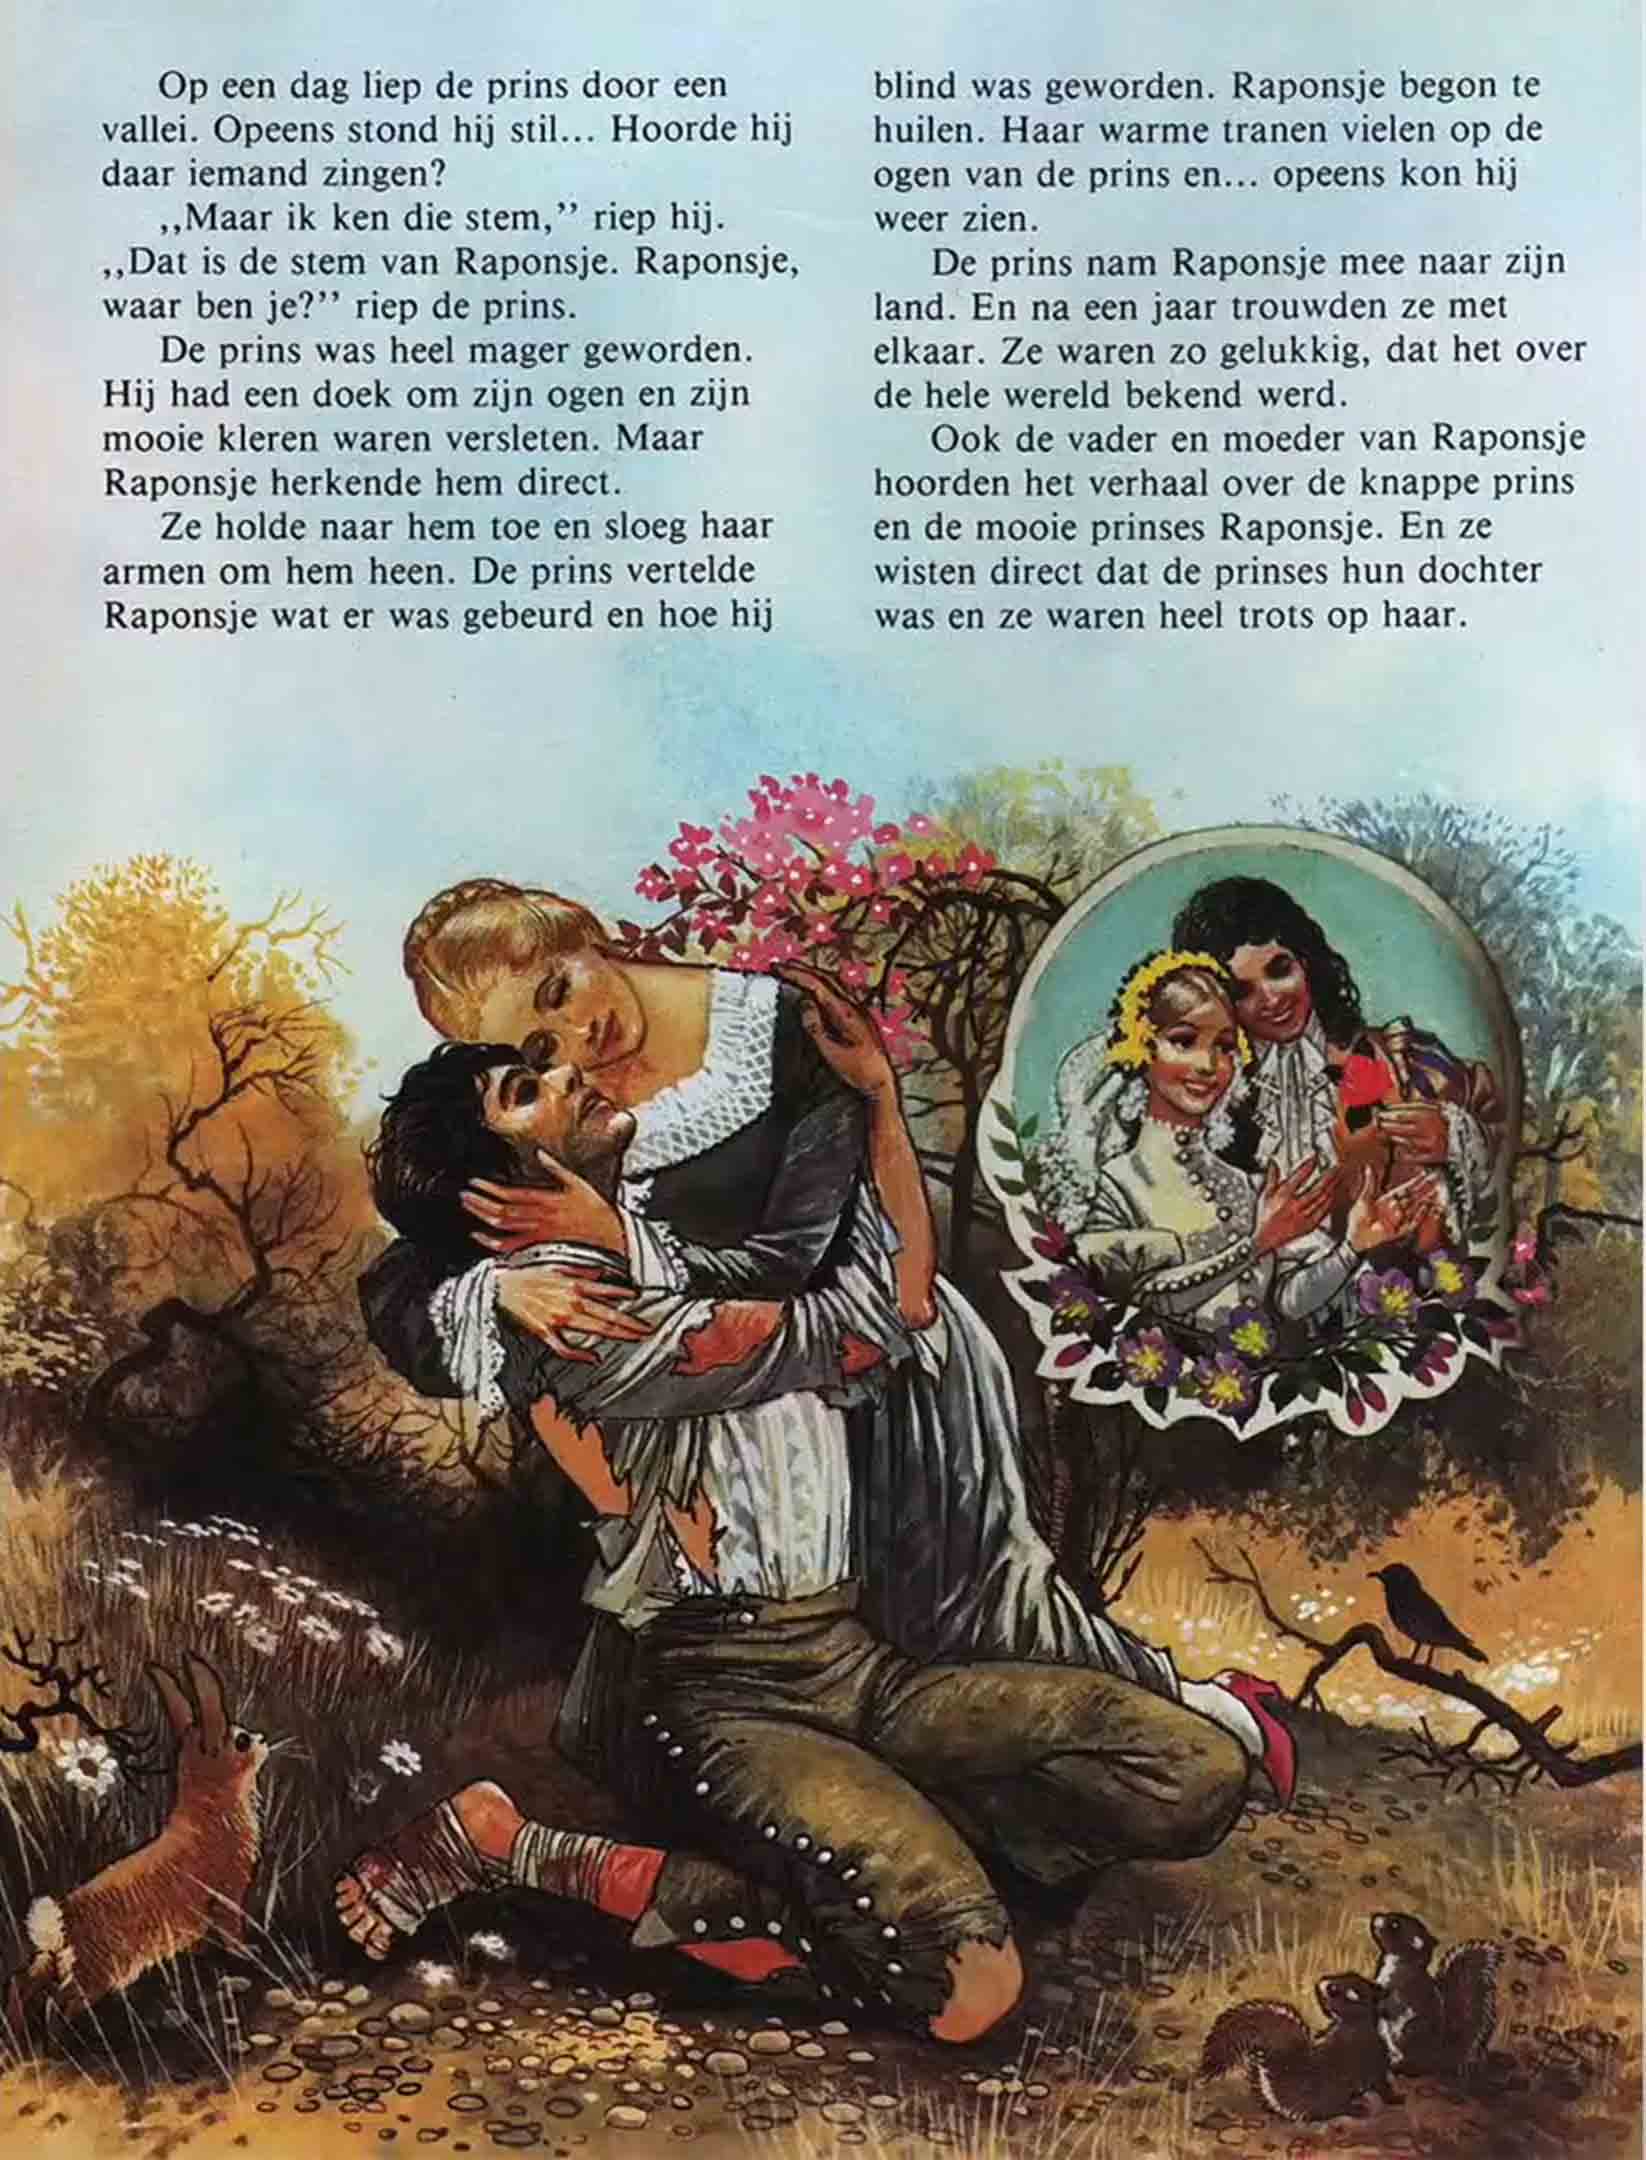 Op een dag liep de prins door een
vallei. Opeens stond hij stil... Hoorde hij
daar iemand zingen?
,,Maar ik ken die stem,’’ riep hij.
,,Dat is de stem van Raponsje. Raponsje,
waar ben je?’’ riep de prins.
De prins was heel mager geworden.
Hij had een doek om zijn ogen en zijn
mooie kleren waren versleten. Maar
Raponsje herkende hem direct.
Ze holde naar hem toe en sloeg haar
armen om hem heen. De prins vertelde
Raponsje wat er was gebeurd en hoe hij
blind was geworden. Raponsje begon te
huilen. Haar warme tranen vielen op de
ogen van de prins en... opeens kon hij
weer zien.
De prins nam Raponsje mee naar zijn
land. En na een jaar trouwden ze met
elkaar. Ze waren zo gelukkig, dat het over
de hele wereld bekend werd.
Ook de vader en moeder van Raponsje
hoorden het verhaal over de knappe prins
en de mooie prinses Raponsje. En ze
wisten direct dat de prinses hun dochter
was en ze waren heel trots op haar.